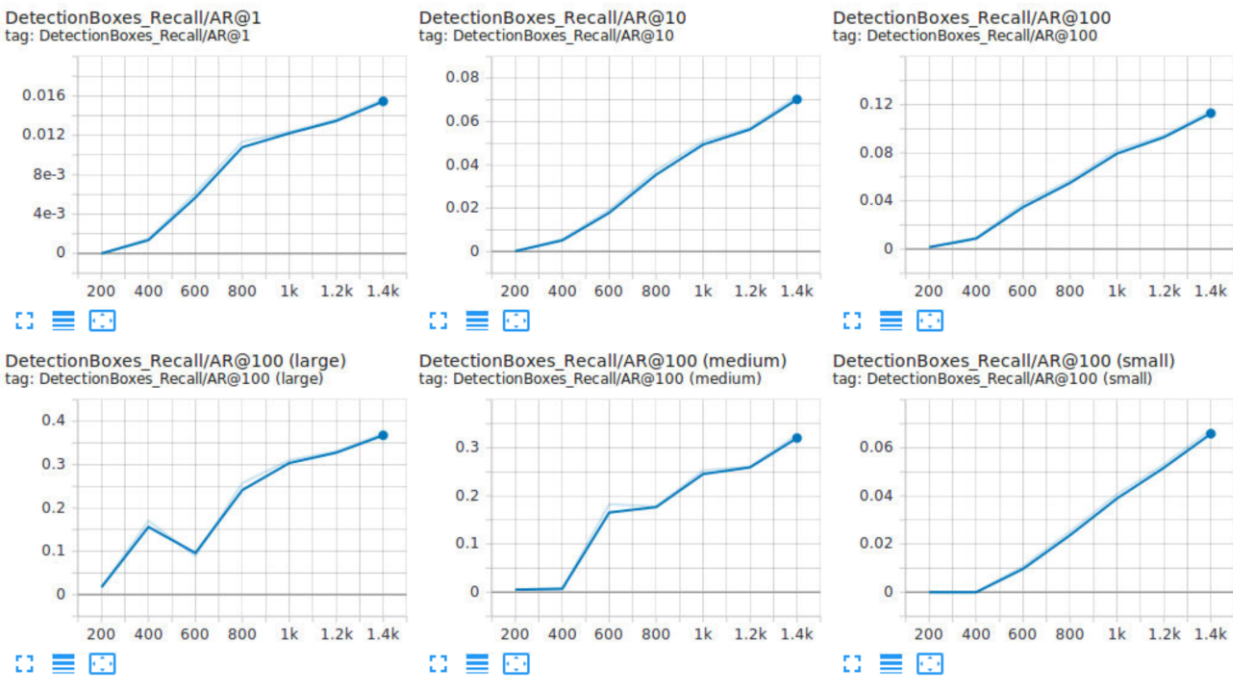 DetectionBoxes_Recall/AR@1
tag: DetectionBoxes_Recall/AR@1
0.016
0.012
8e-3
4e-3
0
200 400 600 800 1k 1.2k 1.4k
DetectionBoxes_Recall/AR@10
tag: DetectionBoxes_Recall/AR@10
0.08
0.06
0.04
0.02
0
200 400 600 800 1k 1.2k 1.4k
DetectionBoxes_Recall/AR@100
tag: DetectionBoxes_Recall/AR@100
0.12
0.08
0.04
0
200 400 600 800 1k 1.2k 1.4k
DetectionBoxes_Recall/AR@100 (large)
tag: DetectionBoxes_Recall/AR@100 (large)
0.4
0.3
0.2
0.1
0
200 400 600 800 1k 1.2k 1.4k
DetectionBoxes_Recall/AR@100 (medium)
tag: DetectionBoxes_Recall/AR@100 (medium)
0.3
0.2
0.1
0
200 400 600 800 1k 1.2k 1.4k
DetectionBoxes_Recall/AR@100 (small)
tag: DetectionBoxes_Recall/AR@100 (small)
0.06
0.04
0.02
0
200 400 600 800 1k 1.2k 1.4k